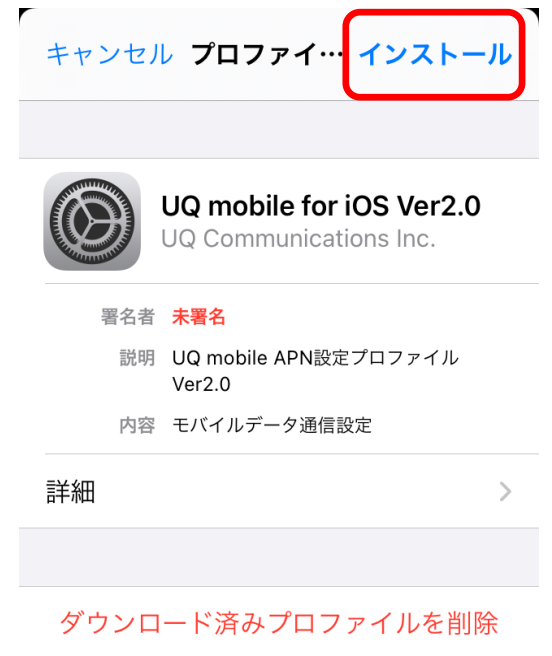 キャンセル プロファイ… インストール
UQ mobile for iOS Ver2.0
UQ Communications Inc.
署名者 未署名
説明 UQ mobile APN設定プロファイル
Ver2.0
内容 モバイルデータ通信設定
詳細
ダウンロード済みプロファイルを削除